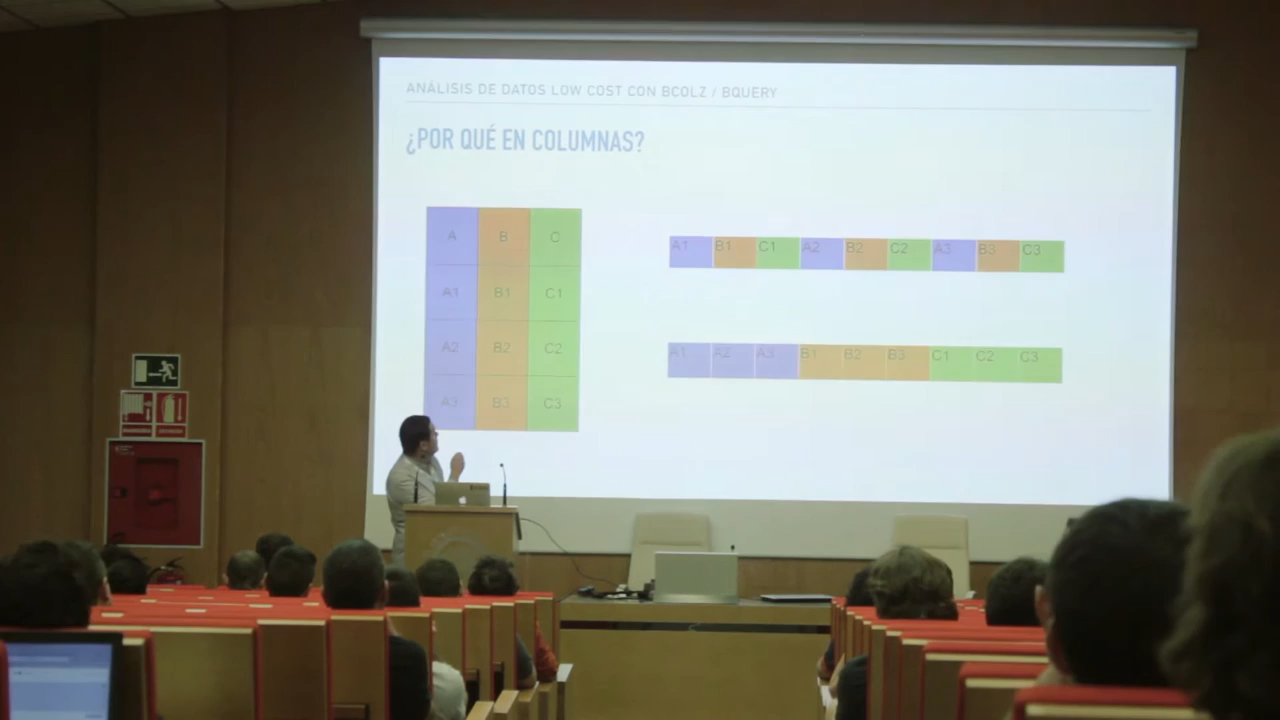 ANÁLISIS DE DATOS LOW COST CON BCOLZ / BQUERY
¿POR QUÉ EN COLUMNAS?
A B C
A1 B1 C1
A2 B2 C2
A3 B3 C3
A1 B1 C1 A2 B2 C2 A3 B3 C3
A1 A2 A3 B1 B2 B3 C1 C2 C3